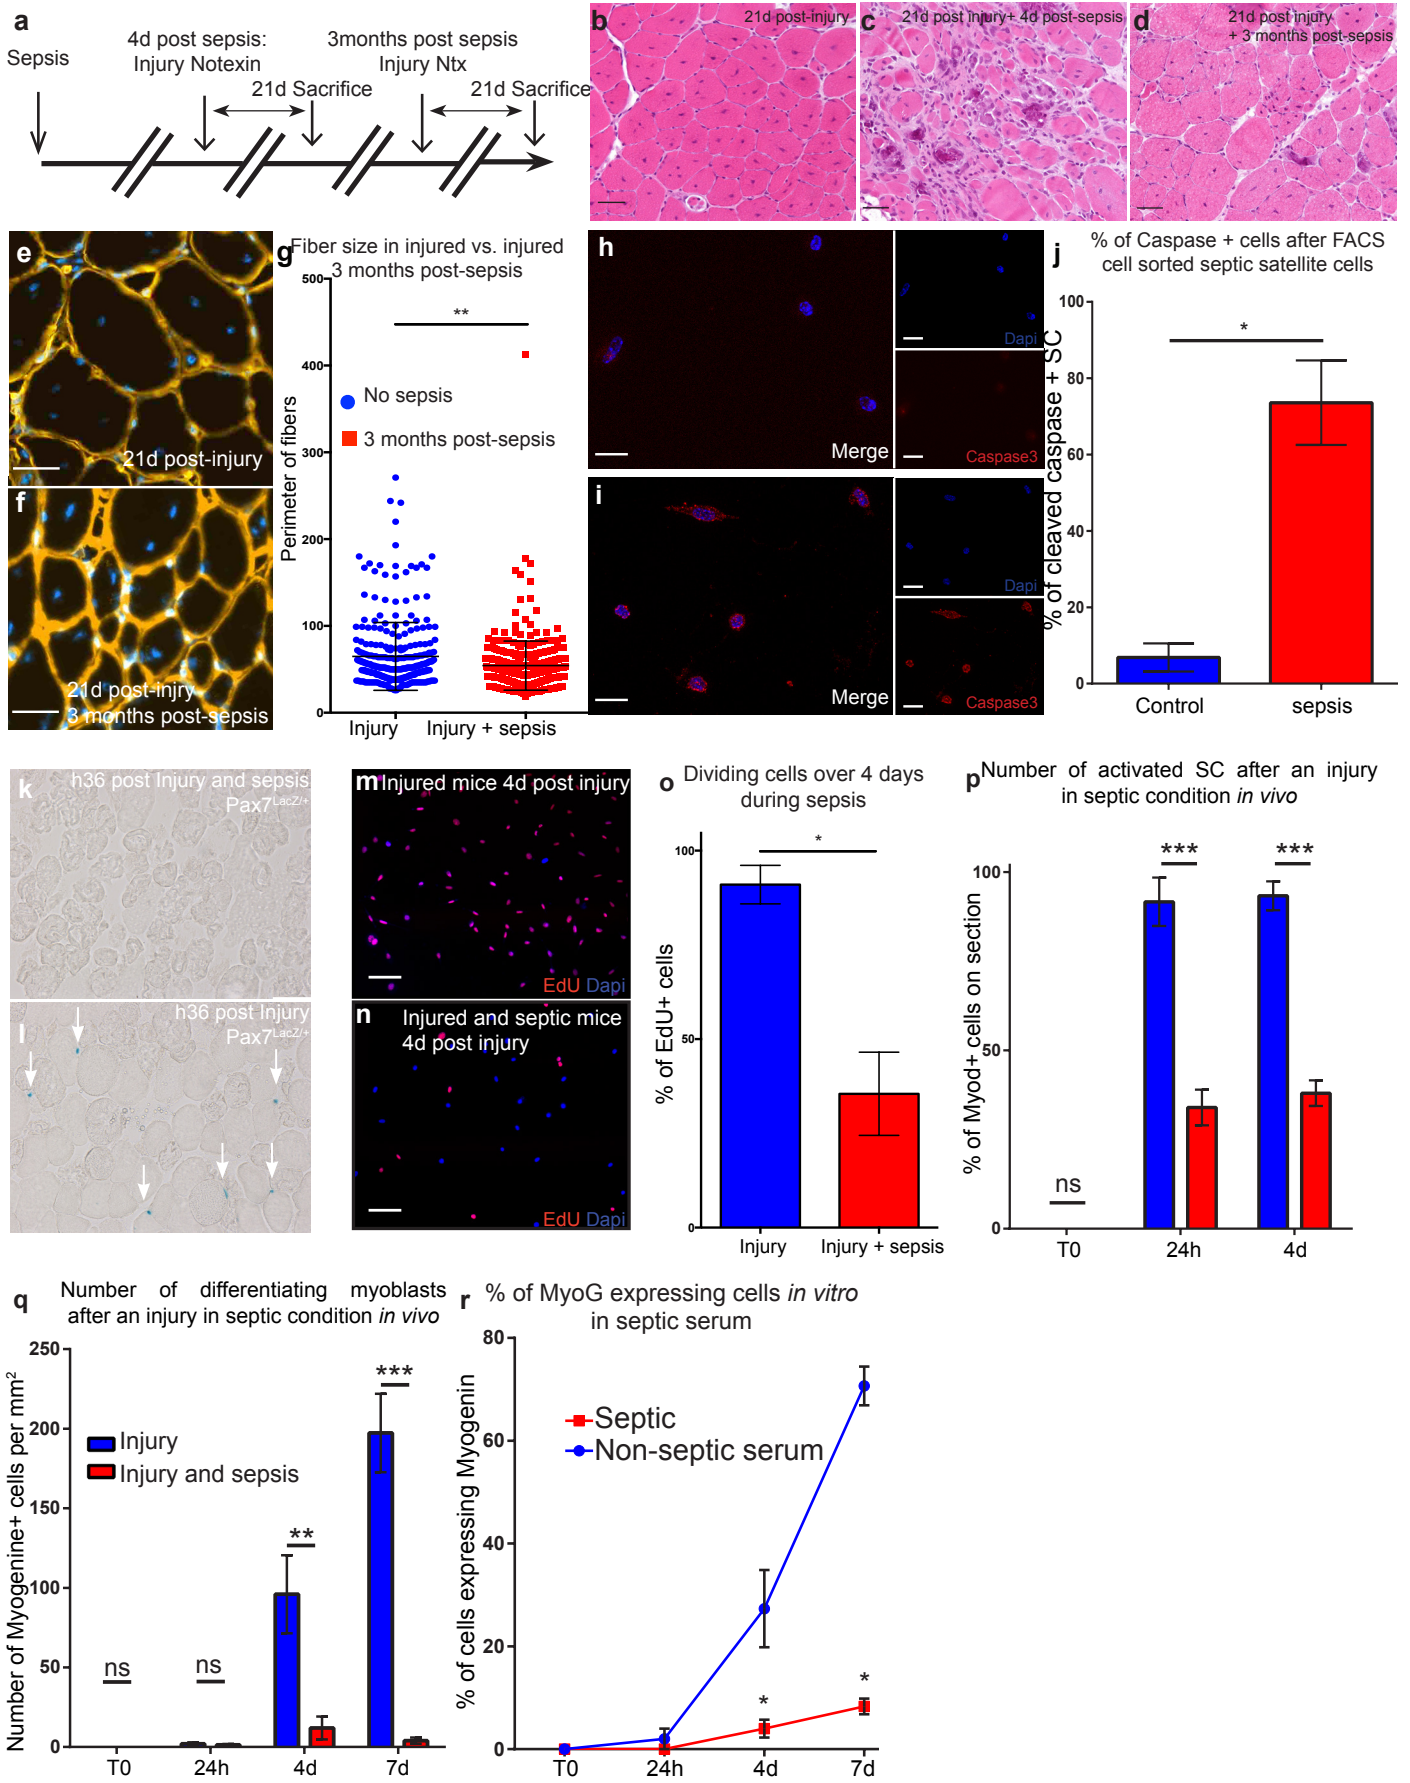 a
Sepsis
4d post sepsis:
Injury Notexin
21d Sacrifice
3months post sepsis
Injury Ntx
21d Sacrifice
b
21d post-injury
c
21d post injury+ 4d post-sepsis
d
21d post injury
+ 3 months post-sepsis
e
21d post-injury
f
21d post-injry
3 months post-sepsis
g
Fiber size in injured vs. injured
3 months post-sepsis
500
400
300
200
100
0
Perimeter of fibers
**
No sepsis
3 months post-sepsis
Injury
Injury + sepsis
h
Merge
Dapi
Caspase3
i
Merge
Dapi
Caspase3
j
% of Caspase + cells after FACS
cell sorted septic satellite cells
% of cleaved caspase + SC
100
80
60
40
20
0
*
Control
sepsis
k
h36 post Injury and sepsis
Pax7LacZ/+
l
h36 post Injury
Pax7LacZ/+
m
Injured mice 4d post injury
EdU Dapi
n
Injured and septic mice
4d post injury
EdU Dapi
o
Dividing cells over 4 days
during sepsis
% of EdU+ cells
100
50
0
*
Injury
Injury + sepsis
p
Number of activated SC after an injury
in septic condition in vivo
% of Myod+ cells on section
100
50
0
ns
***
***
T0
24h
4d
q
Number of differentiating myoblasts
after an injury in septic condition in vivo
Number of Myogenine+ cells per mm2
250
200
150
100
50
0
Injury
Injury and sepsis
ns
ns
**
***
T0
24h
4d
7d
r
% of MyoG expressing cells in vitro
in septic serum
% of cells expressing Myogenin
80
60
40
20
0
Septic
Non-septic serum
*
*
T0
24h
4d
7d